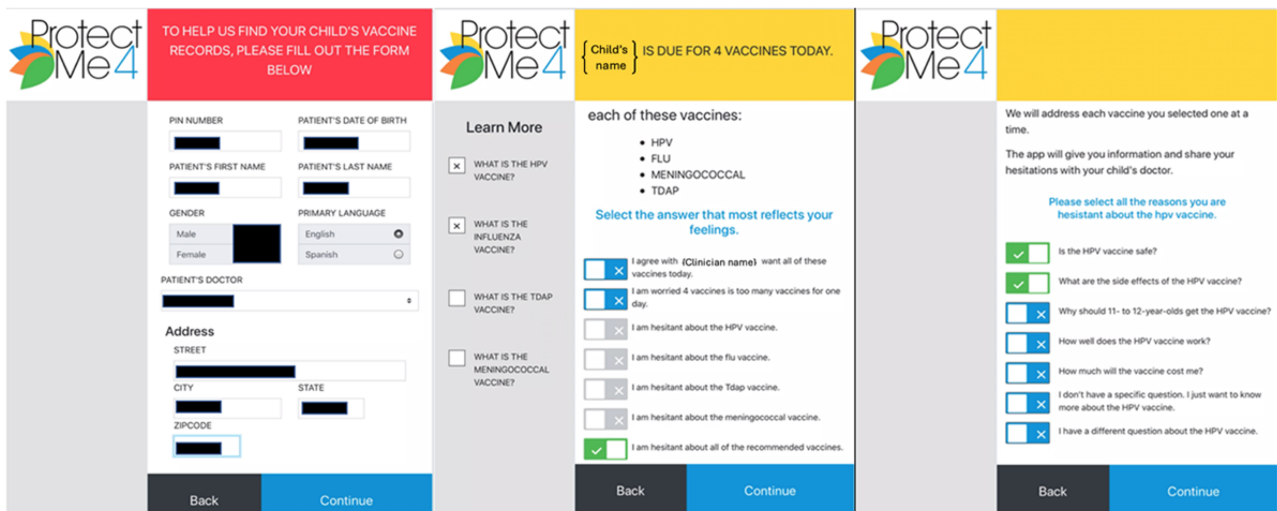 Protect
Me4
TO HELP US FIND YOUR CHILD'S VACCINE
RECORDS, PLEASE FILL OUT THE FORM
BELOW
PIN NUMBER
PATIENT'S DATE OF BIRTH
PATIENT'S FIRST NAME
PATIENT'S LAST NAME
GENDER
PRIMARY LANGUAGE
Male
English
Female
Spanish
PATIENT'S DOCTOR
Address
STREET
CITY
STATE
ZIPCODE
Back
Continue
Protect
Me4
{Child's
name} IS DUE FOR 4 VACCINES TODAY.
Learn More
WHAT IS THE HPV
VACCINE?
WHAT IS THE
INFLUENZA
VACCINE?
WHAT IS THE TDAP
VACCINE?
WHAT IS THE
MENINGOCOCCAL
VACCINE?
each of these vaccines:
• HPV
• FLU
• MENINGOCOCCAL
• TDAP
Select the answer that most reflects your
feelings.
I agree with {Clinician name} want all of these
vaccines today.
I am worried 4 vaccines is too many vaccines for one
day.
I am hesitant about the HPV vaccine.
I am hesitant about the flu vaccine.
I am hesitant about the Tdap vaccine.
I am hesitant about the meningococcal vaccine.
I am hesitant about all of the recommended vaccines.
Back
Continue
Protect
Me4
We will address each vaccine you selected one at a
time.
The app will give you information and share your
hesitations with your child's doctor.
Please select all the reasons you are
hesistant about the hpv vaccine.
Is the HPV vaccine safe?
What are the side effects of the HPV vaccine?
Why should 11- to 12-year-olds get the HPV vaccine?
How well does the HPV vaccine work?
How much will the vaccine cost me?
I don't have a specific question. I just want to know
more about the HPV vaccine.
I have a different question about the HPV vaccine.
Back
Continue